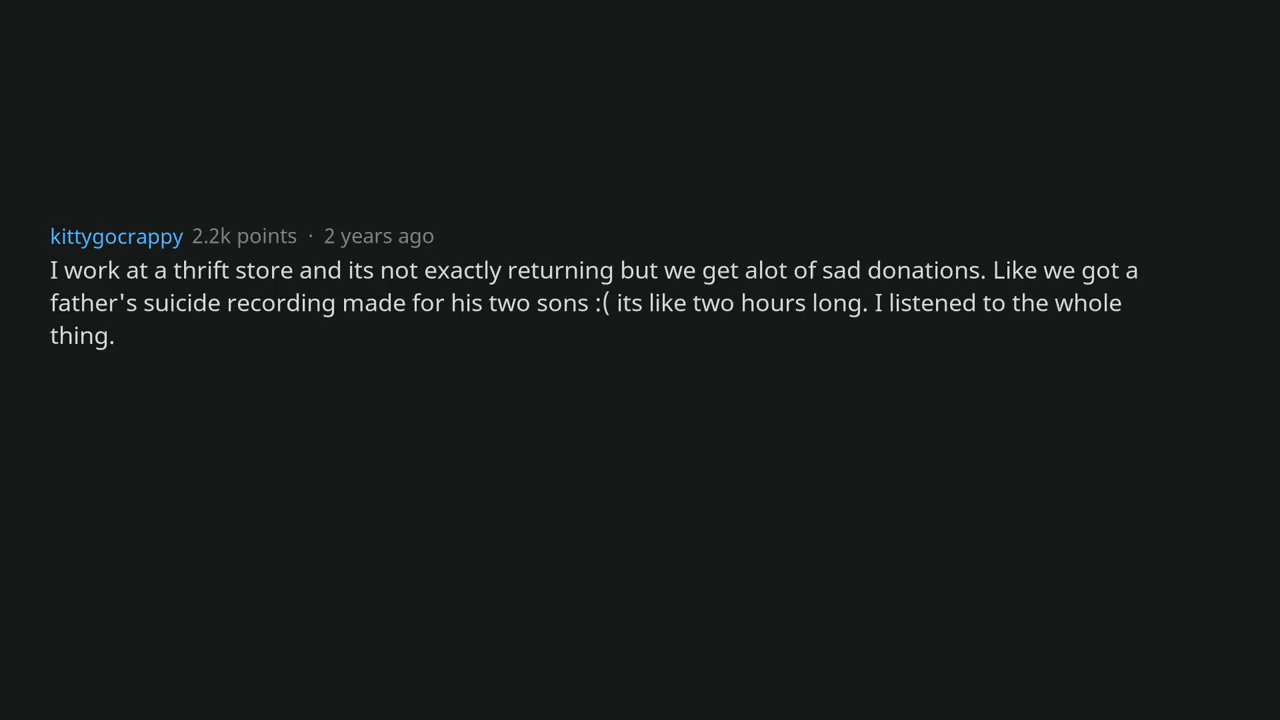 kittygocrappy 2.2k points · 2 years ago
I work at a thrift store and its not exactly returning but we get alot of sad donations. Like we got a
father's suicide recording made for his two sons :( its like two hours long. I listened to the whole
thing.